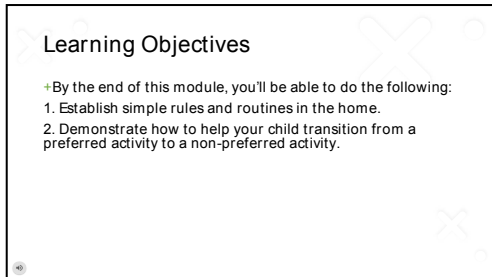 Learning Objectives
+By the end of this module, you'll be able to do the following:
1. Establish simple rules and routines in the home.
2. Demonstrate how to help your child transition from a
preferred activity to a non-preferred activity.